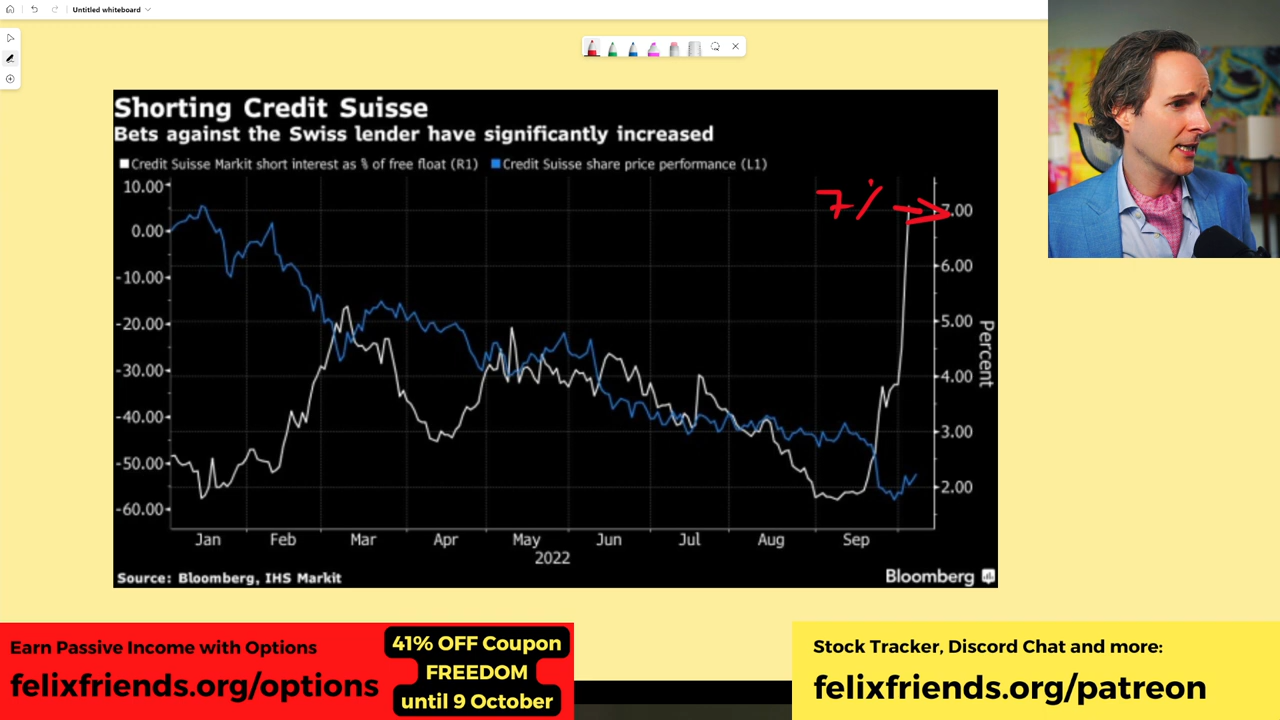 Untitled whiteboard
Shorting Credit Suisse
Bets against the Swiss lender have significantly increased
Credit Suisse Markit short interest as % of free float (R1) Credit Suisse share price performance (L1)
10.00
0.00
-10.00
-20.00
-30.00
-40.00
-50.00
-60.00
7%
7.00
6.00
5.00
4.00
3.00
2.00
Percent
Jan Feb Mar Apr May Jun Jul Aug Sep
2022
Source: Bloomberg, IHS Markit
Bloomberg
Earn Passive Income with Options
felixfriends.org/options
41% OFF Coupon
FREEDOM
until 9 October
Stock Tracker, Discord Chat and more:
felixfriends.org/patreon